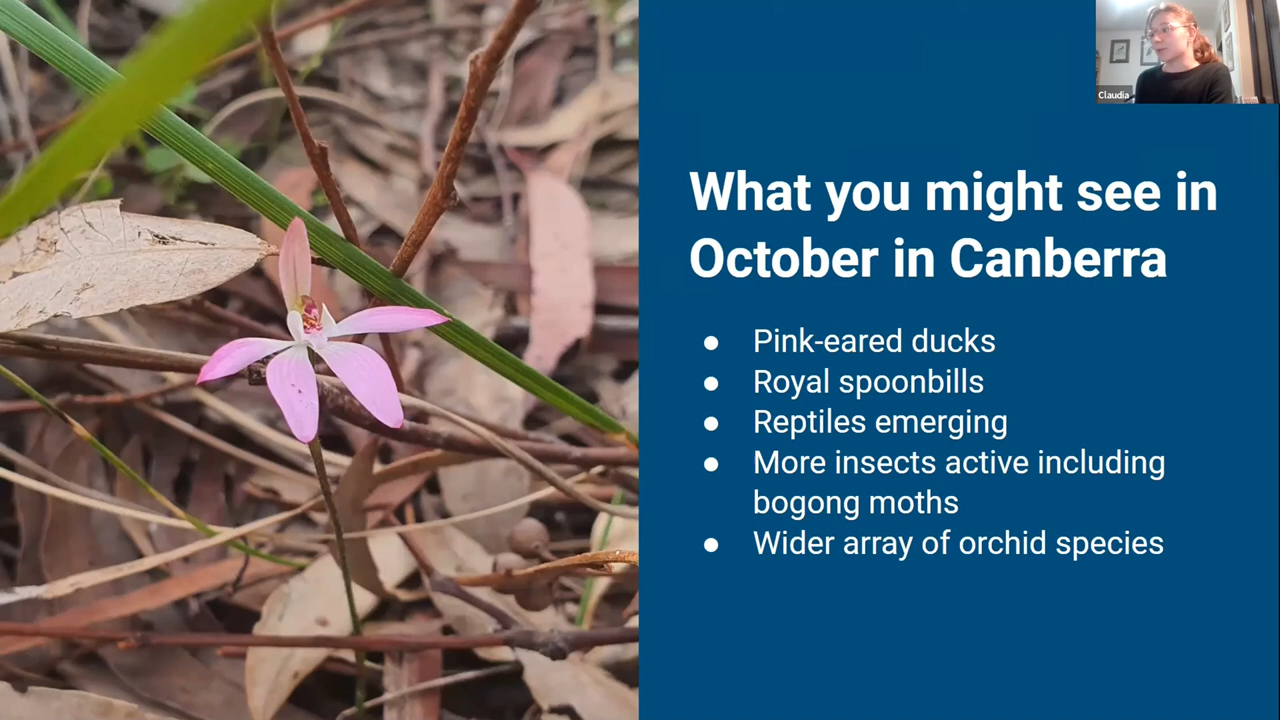 Claudia
What you might see in
October in Canberra
● Pink-eared ducks
● Royal spoonbills
● Reptiles emerging
● More insects active including
bogong moths
● Wider array of orchid species